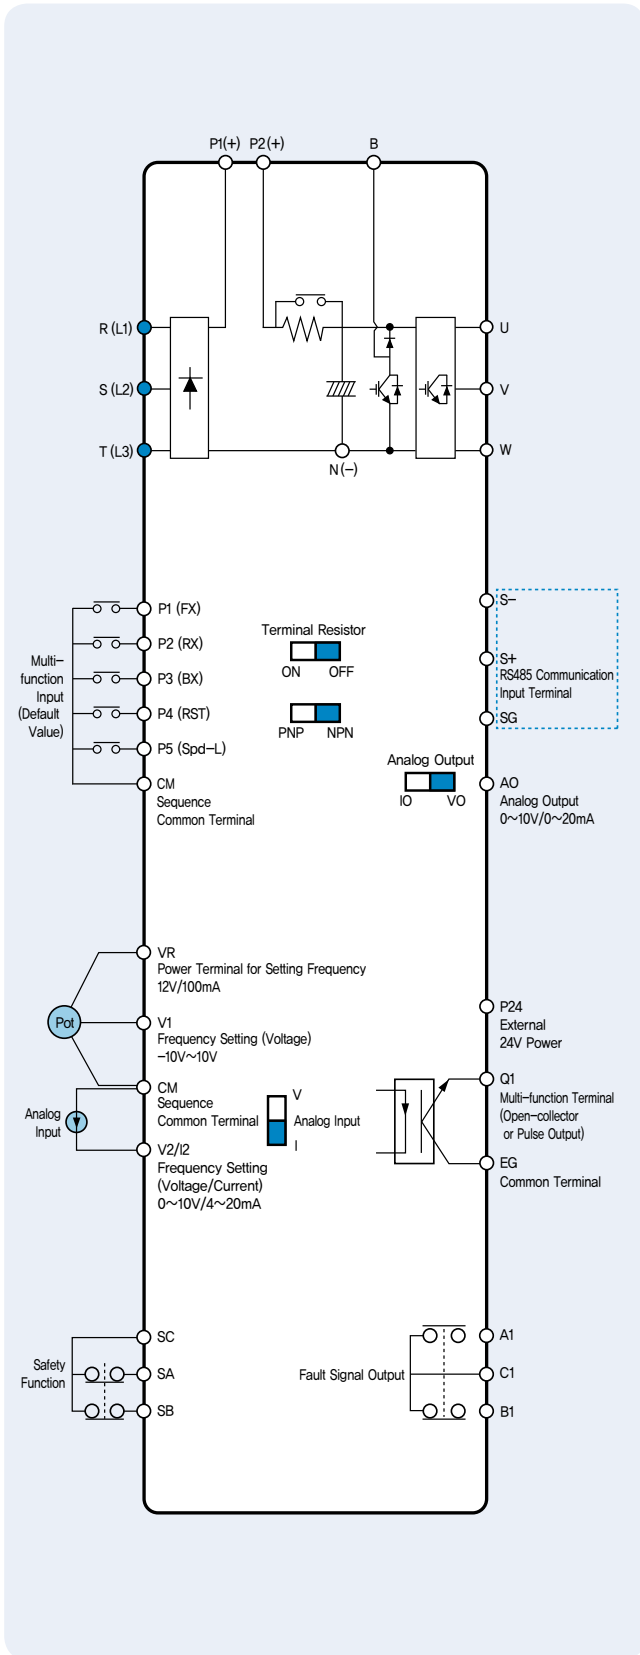 P1(+) P2(+) B
R (L1)
S (L2)
T (L3)
U
V
W
N(−)
Multi−
function
Input
(Default
Value)
P1 (FX)
P2 (RX)
P3 (BX)
P4 (RST)
P5 (Spd−L)
CM
Sequence
Common Terminal
Terminal Resistor
ON OFF
PNP NPN
Analog Output
IO VO
S−
S+
RS485 Communication
Input Terminal
SG
AO
Analog Output
0~10V/0~20mA
Pot
VR
Power Terminal for Setting Frequency
12V/100mA
V1
Frequency Setting (Voltage)
−10V~10V
CM
Sequence
Common Terminal
Analog
Input
V2/I2
Frequency Setting
(Voltage/Current)
0~10V/4~20mA
V
Analog Input
I
P24
External
24V Power
Q1
Multi−function Terminal
(Open−collector
or Pulse Output)
EG
Common Terminal
Safety
Function
SC
SA
SB
Fault Signal Output
A1
C1
B1